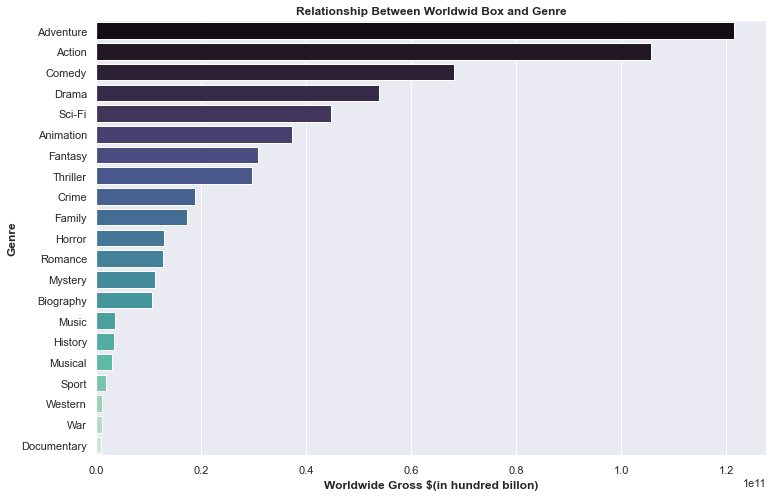 Relationship Between Worldwid Box and Genre
Adventure
Action
Comedy
Drama
Sci-Fi
Animation
Fantasy
Thriller
Crime
Family
Horror
Romance
Mystery
Biography
Music
History
Musical
Sport
Western
War
Documentary
Genre
0.0 0.2 0.4 0.6 0.8 1.0 1.2
1e11
Worldwide Gross $(in hundred billon)